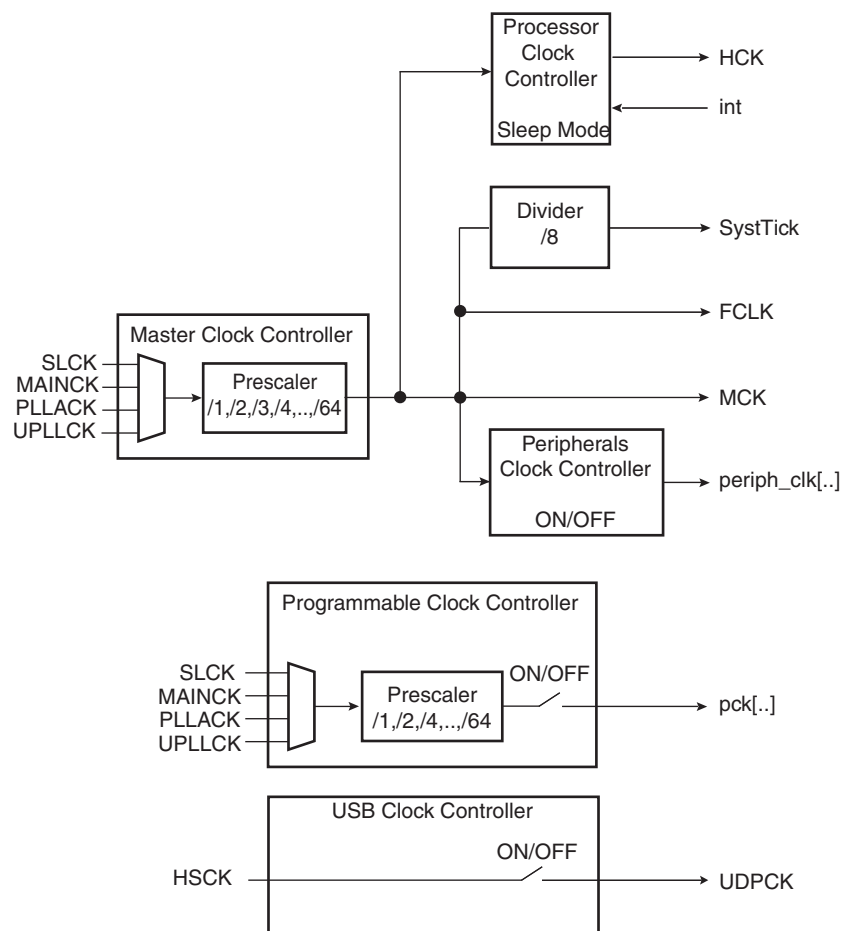 Processor
Clock
Controller
Sleep Mode
HCK
int
Divider
/8
SystTick
FCLK
Master Clock Controller
SLCK
MAINCK
PLLACK
UPLLCK
Prescaler
/1,/2,/3,/4,..,/64
MCK
Peripherals
Clock Controller
ON/OFF
periph_clk[..]
Programmable Clock Controller
SLCK
MAINCK
PLLACK
UPLLCK
Prescaler
/1,/2,/4,..,/64
ON/OFF
pck[..]
USB Clock Controller
HSCK
ON/OFF
UDPCK